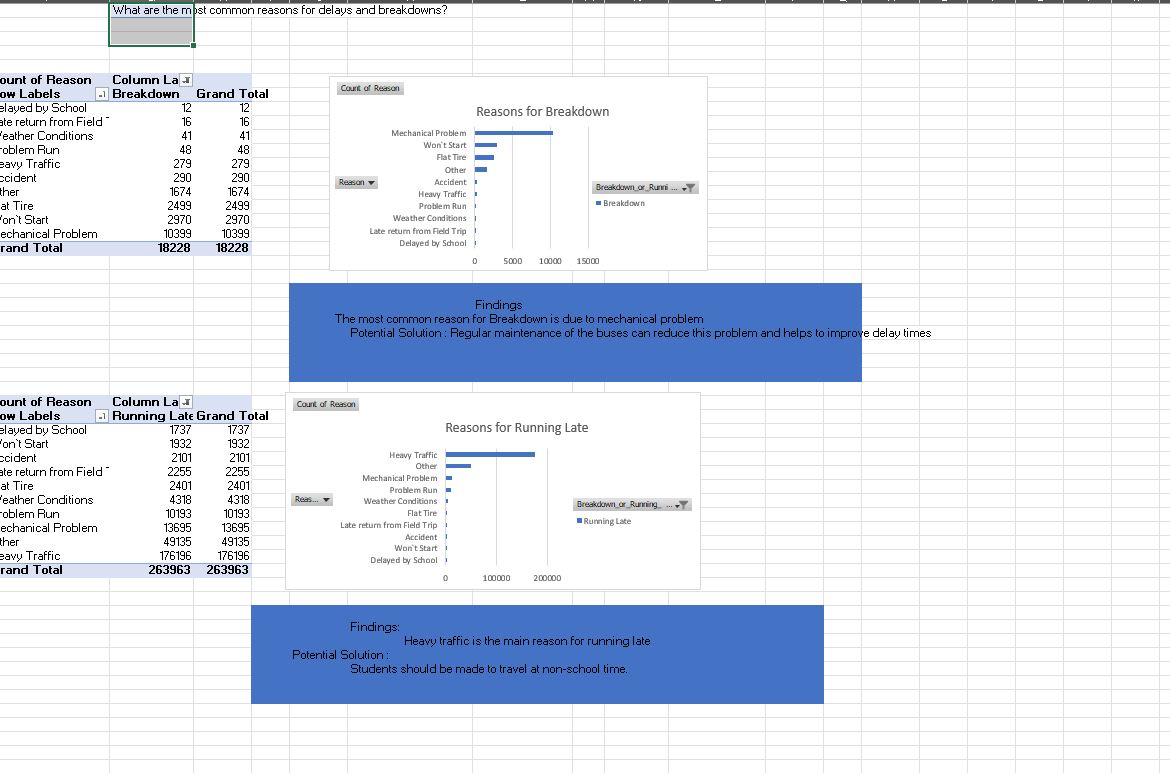 What are the most common reasons for delays and breakdowns?
ount of Reason Column La
ow Labels Breakdown Grand Total
elayed by School 12 12
ate return from Field 16 16
eather Conditions 41 41
roblem Run 48 48
eavy Traffic 279 279
ccident 290 290
ther 1674 1674
at Tire 2499 2499
on`t Start 2970 2970
echanical Problem 10399 10399
rand Total 18228 18228
Count of Reason
Reasons for Breakdown
Mechanical Problem
Won`t Start
Flat Tire
Other
Accident
Heavy Traffic
Problem Run
Weather Conditions
Late return from Field Trip
Delayed by School
0 5000 10000 15000
Reason
Breakdown_or_Runni ...
Breakdown
Findings
The most common reason for Breakdown is due to mechanical problem
Potential Solution : Regular maintenance of the buses can reduce this problem and helps to improve delay times
ount of Reason Column La
ow Labels Running Late Grand Total
elayed by School 1737 1737
on`t Start 1932 1932
ccident 2101 2101
ate return from Field 2255 2255
at Tire 2401 2401
eather Conditions 4318 4318
roblem Run 10193 10193
echanical Problem 13695 13695
ther 49135 49135
eavy Traffic 176196 176196
rand Total 263963 263963
Count of Reason
Reasons for Running Late
Heavy Traffic
Other
Mechanical Problem
Problem Run
Weather Conditions
Flat Tire
Late return from Field Trip
Accident
Won`t Start
Delayed by School
0 100000 200000
Reas...
Breakdown_or_Running_ ...
Running Late
Findings:
Heavy traffic is the main reason for running late
Potential Solution :
Students should be made to travel at non-school time.